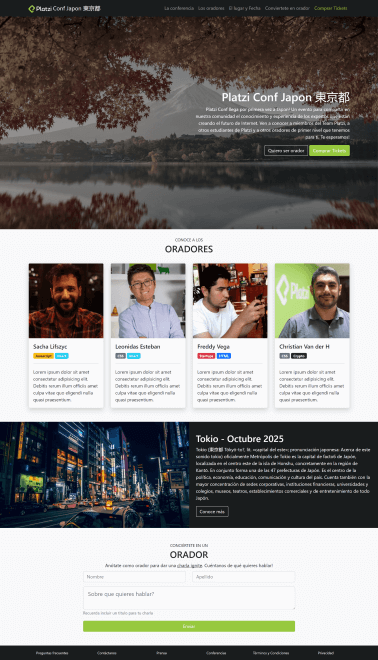 Platzi Conf Japon 東京都
La conferencia Los oradores El lugar y Fecha Conviertete en orador Comprar Tickets
Platzi Conf Japon 東京都
Platzi Conf llega por primera vez a Japón! Un evento para compartir en
nuestra comunidad el conocimiento y experiencia de los expertos que están
creando el futuro de Internet. Ven a conocer a miembros del Team Platzi, a
otros estudiantes de Platzi y a otros oradores de primer nivel que tenemos
para ti. Te esperamos!
Quiero ser orador
Comprar Tickets
CONOCE A LOS
ORADORES
Sacha Lifszyc
Javascript React
Lorem ipsum dolor sit amet
consectetur adipisicing elit.
Debitis rerum illum officiis amet
culpa vitae quo eligendi nulla
quasi praesentium
Leonidas Esteban
CSS React
Lorem ipsum dolor sit amet
consectetur adipisicing elit.
Debitis rerum illum officiis amet
culpa vitae quo eligendi nulla
quasi praesentium
Freddy Vega
Startups HTML
Lorem ipsum dolor sit amet
consectetur adipisicing elit.
Debitis rerum illum officiis amet
culpa vitae quo eligendi nulla
quasi praesentium
Christian Van der H
CSS Crypto
Lorem ipsum dolor sit amet
consectetur adipisicing elit.
Debitis rerum illum officiis amet
culpa vitae quo eligendi nulla
quasi praesentium
Tokio - Octubre 2025
Tokio (東京都 Tōkyō-to?, lit. «capital del este»; pronunciación japonesa: Acerca de este
sonido tokio) oficialmente Metrópolis de Tokio es la capital de facto5 de Japón,
localizada en el centro este de la isla de Honshu, concretamente en la región de
Kanto. En conjunto forma una de las 47 prefecturas de Japón. Es el centro de la
política, economía, educación, comunicación y cultura del país. Cuenta también con la
mayor concentración de sedes corporativas, instituciones financieras, universidades y
colegios, museos, teatros, establecimientos comerciales y de entretenimiento de todo
Japón.
Conoce más
CONVIÉRTETE EN UN
ORADOR
Anótate como orador para dar una charla ignite. Cuéntanos de qué quieres hablar!
Nombre
Apellido
Sobre que quieres hablar?
Recuerda incluir un título para tu charla
Enviar
Preguntas frecuentes Contáctanos Prensa Conferencias Términos y Condiciones Privacidad